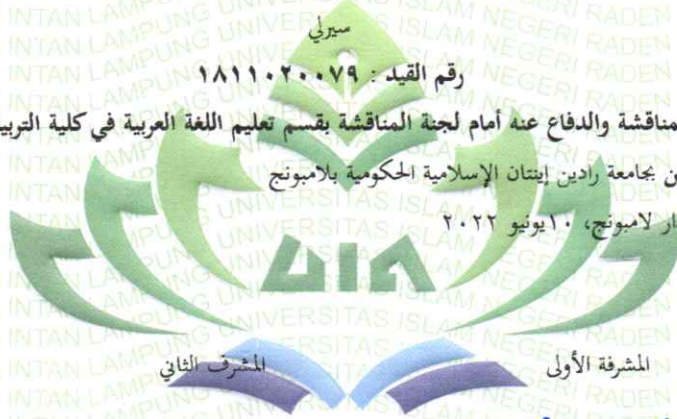 سيرلي
رقم القيد : ١٨١١٠٢٠٠٧٩
مناقشة والدفاع عنه أمام لجنة المناقشة بقسم تعليم اللغة العربية في كلية التربي
ن بجامعة رادين إينتان الإسلامية الحكومية بلامبونج
ار لامبونج، ١٠ يونيو ٢٠٢٢
المشرفة الأولى المشرف الثاني